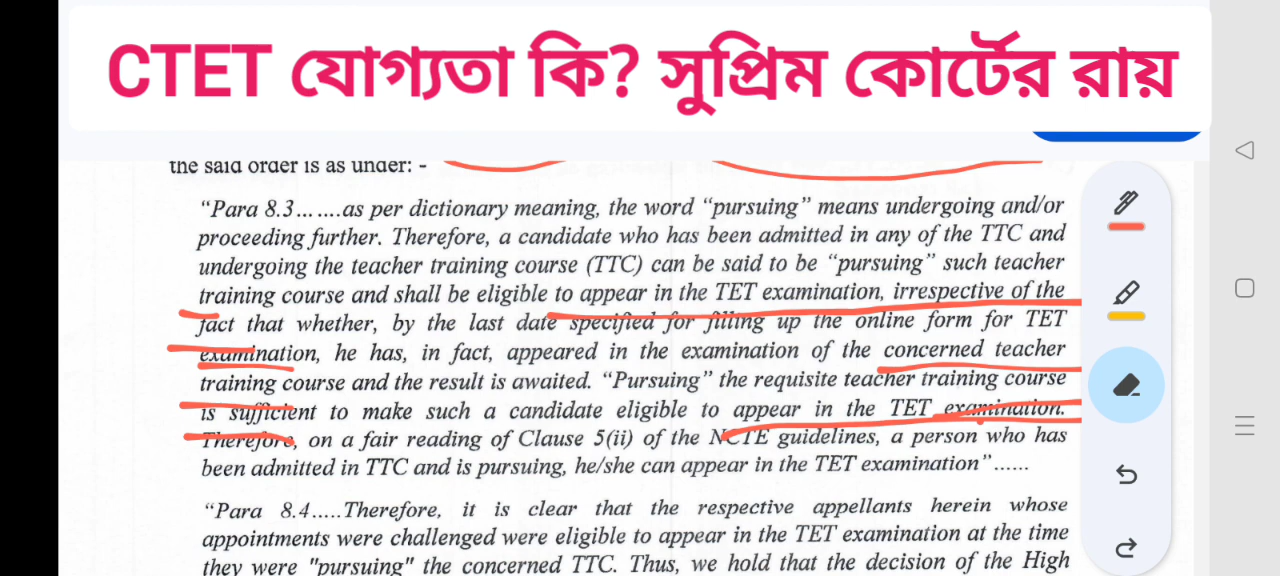 CTET যোগ্যতা কি? সুপ্রিম কোর্টের রায়
the said order is as under: -
"Para 8.3... ....as per dictionary meaning, the word "pursuing" means undergoing and/or
proceeding further. Therefore, a candidate who has been admitted in any of the TTC and
undergoing the teacher training course (TTC) can be said to be "pursuing" such teacher
training course and shall be eligible to appear in the TET examination, irrespective of the
fact that whether, by the last date specified for filling up the online form for TET
examination, he has, in fact, appeared in the examination of the concerned teacher
training course and the result is awaited. "Pursuing" the requisite teacher training course
is sufficient to make such a candidate eligible to appear in the TET examination.
Therefore, on a fair reading of Clause 5(ii) of the NCTE guidelines, a person who has
been admitted in TTC and is pursuing, he/she can appear in the TET examination"......
"Para 8.4.....Therefore, it is clear that the respective appellants herein whose
appointments were challenged were eligible to appear in the TET examination at the time
they were "pursuing" the concerned TTC. Thus, we hold that the decision of the High